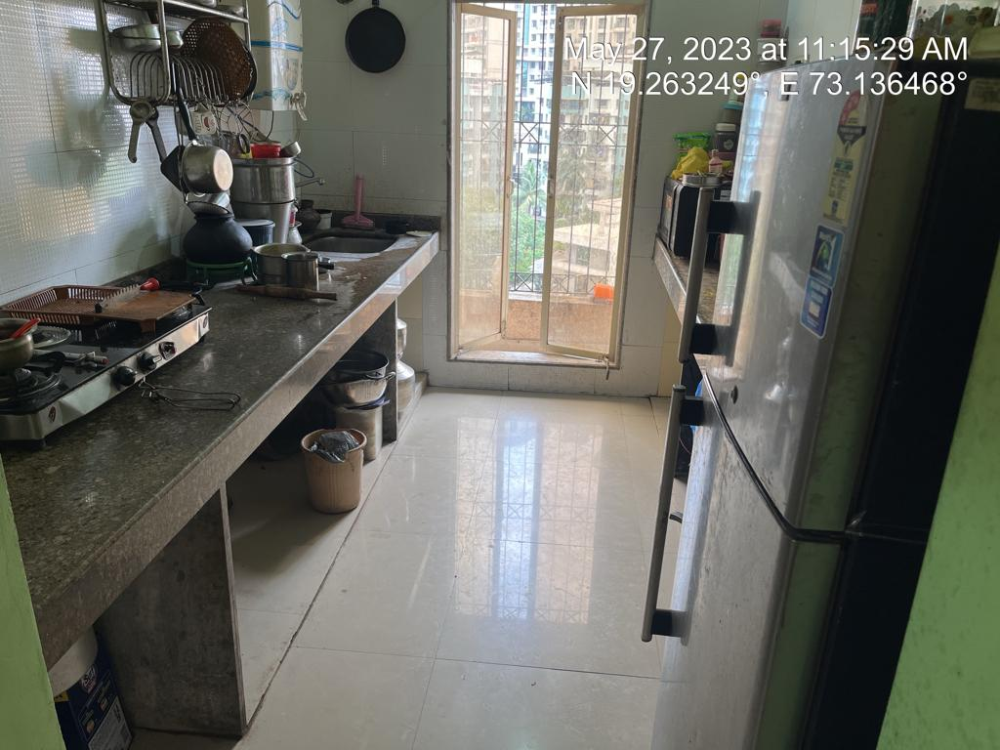 May 27, 2023 at 11:15:29 AM
N 19.263249°, E 73.136468°